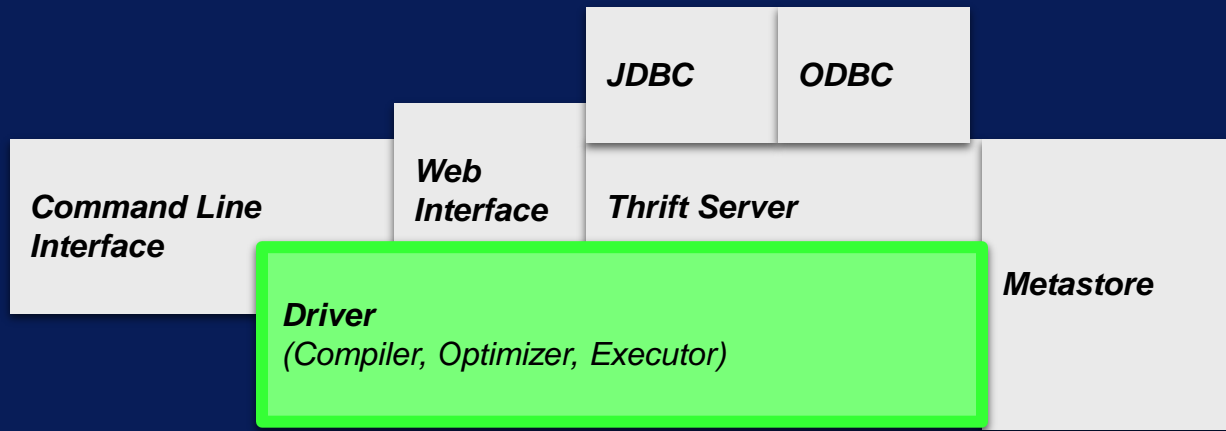 JDBC
ODBC
Web
Interface
Command Line
Interface
Thrift Server
Metastore
Driver
(Compiler, Optimizer, Executor)